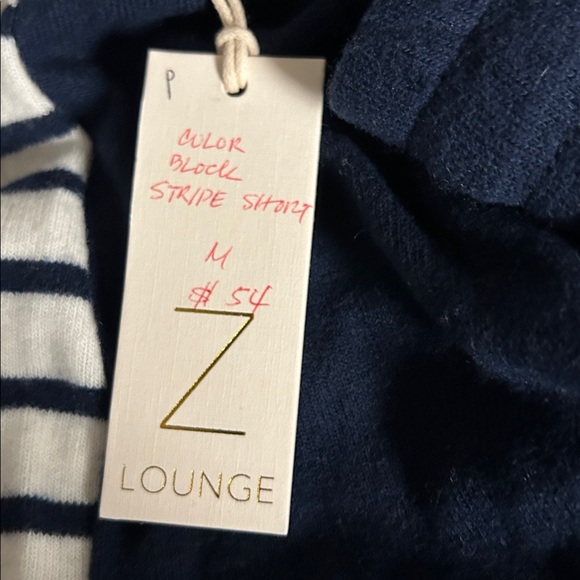 P
COLOR
BLOCK
STRIPE SHORT
M
$ 54
Z
LOUNGE